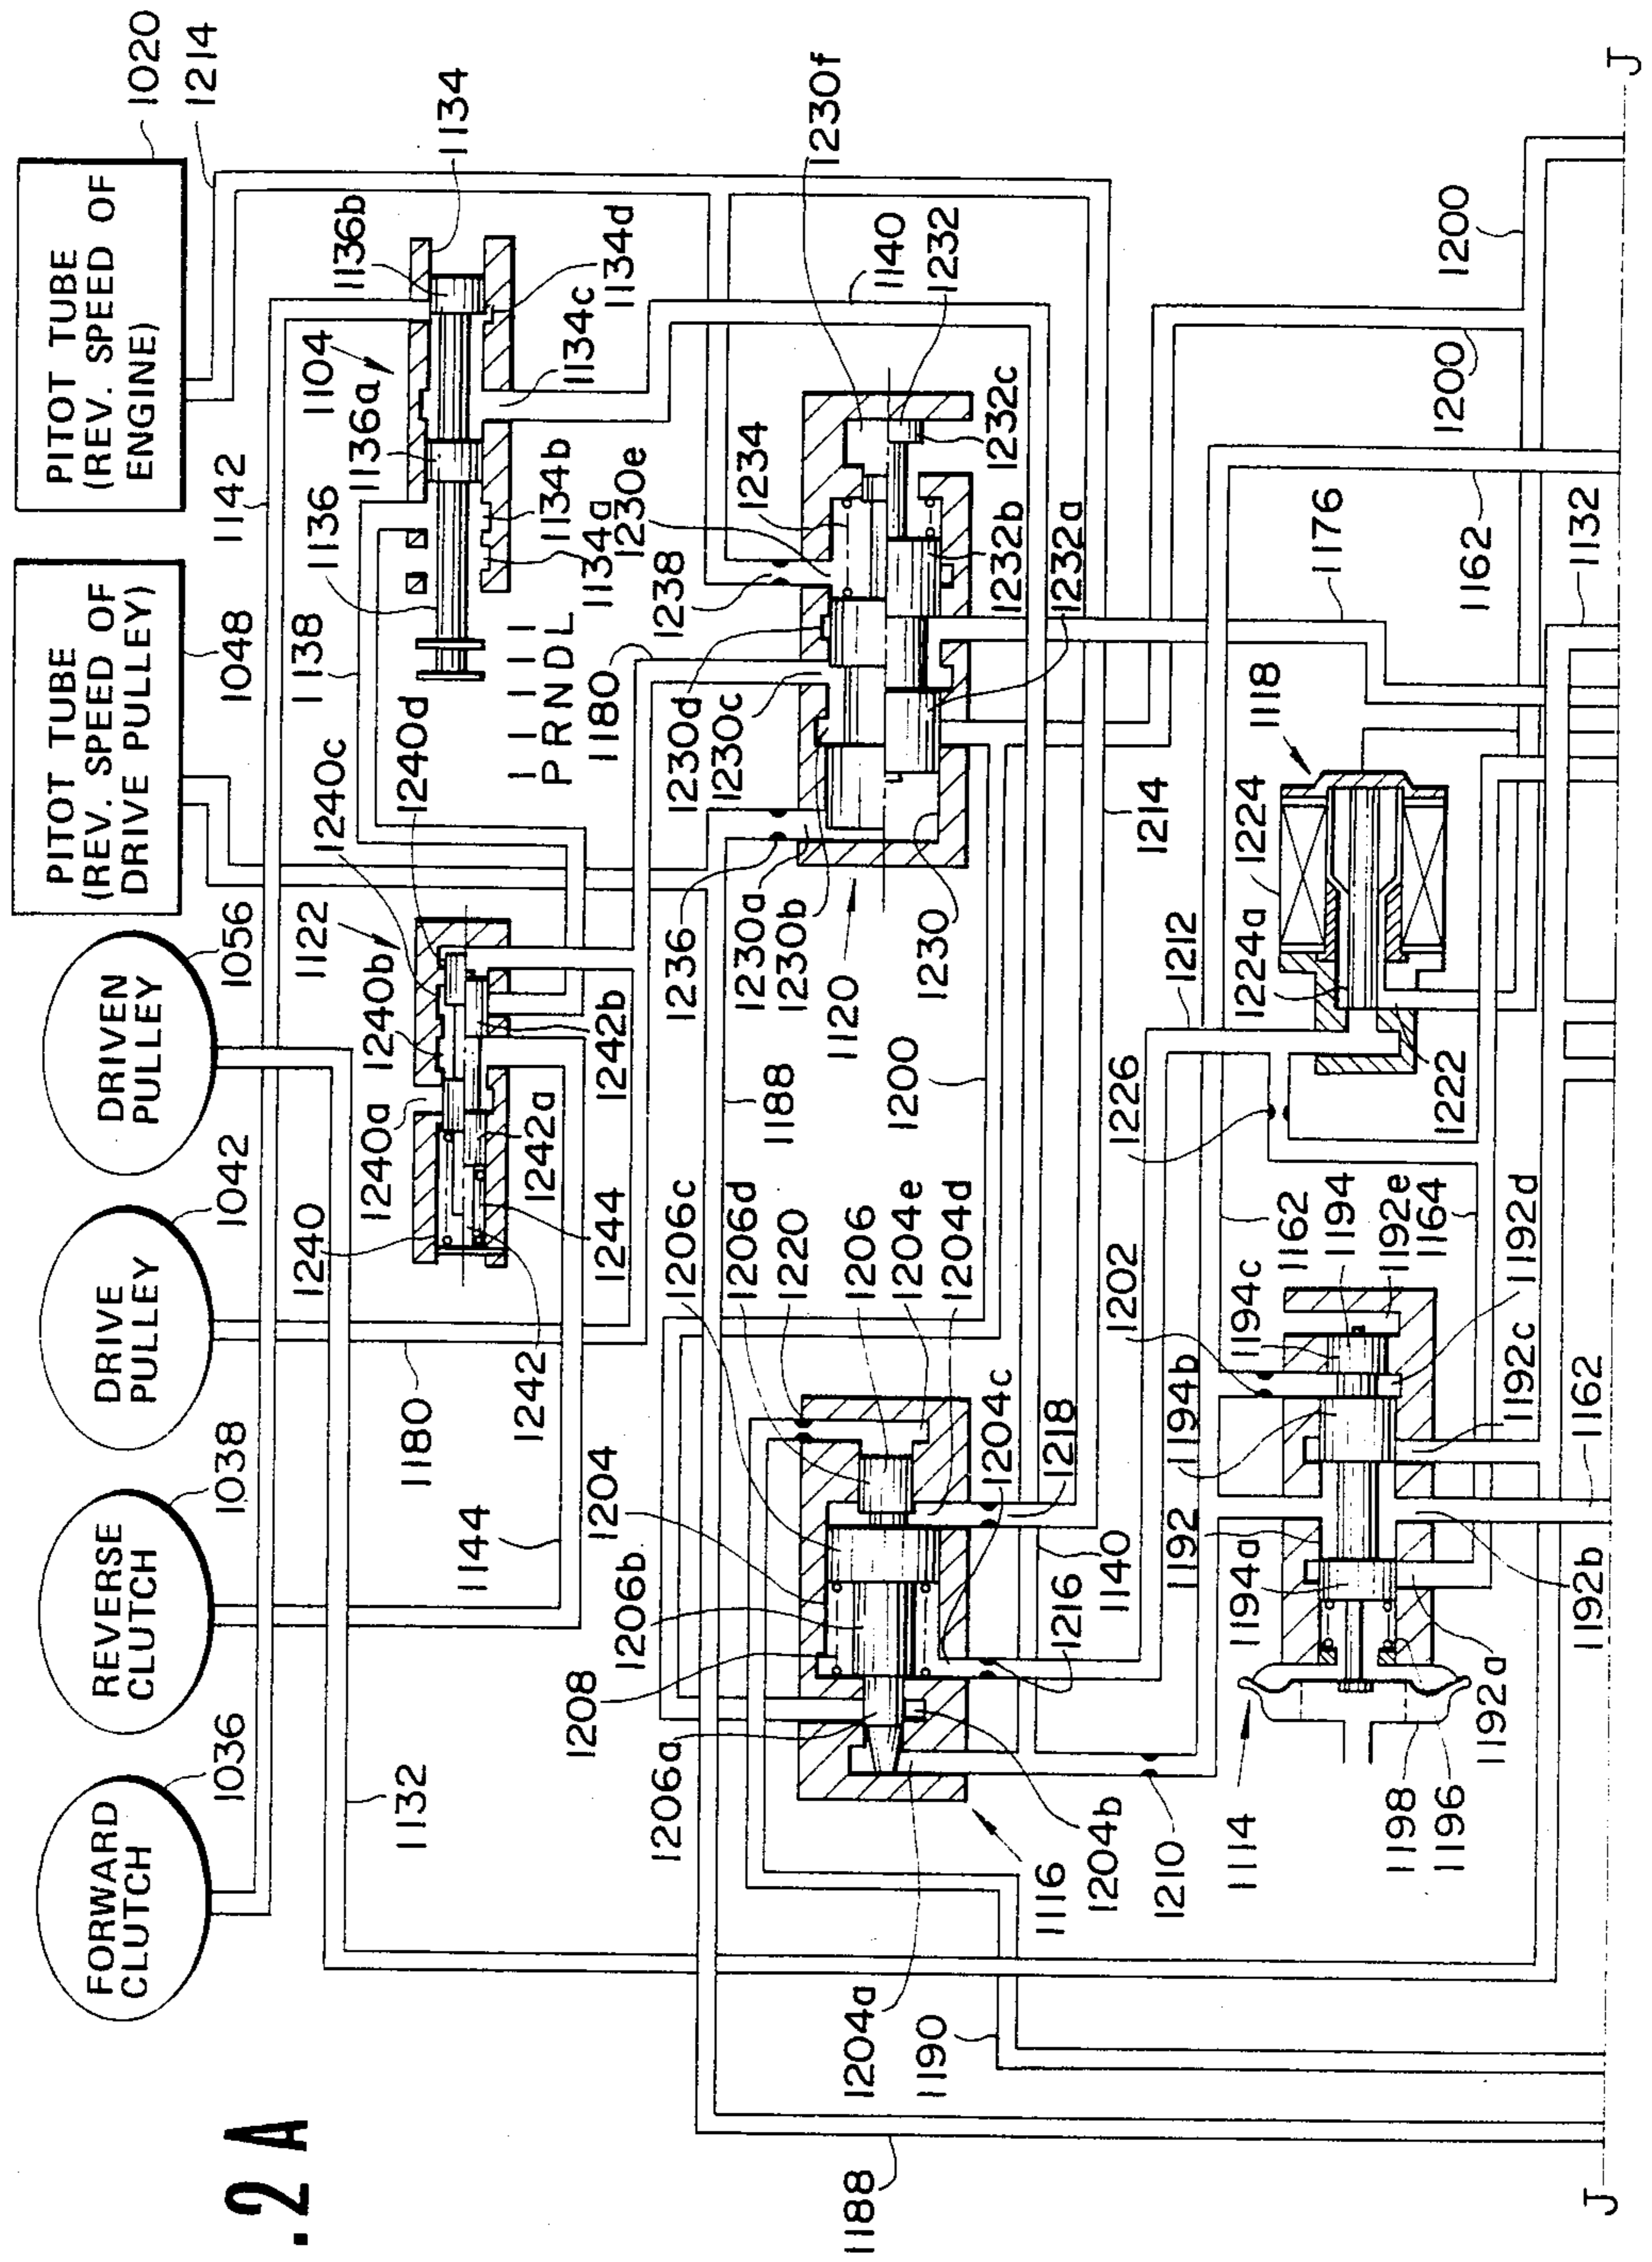 .2A
FORWARD
CLUTCH
1036
REVERSE
CLUTCH
1038
DRIVE
PULLEY
1042
DRIVEN
PULLEY
1056
PITOT TUBE
(REV. SPEED OF
DRIVE PULLEY)
1048
PITOT TUBE
(REV. SPEED OF
ENGINE)
1020
1214
1132
1144
1180
1242
1240
1244
1240a
1242a
1240b
1242b
1122
1240c
1240d
1138
1142
1136
1136a
1104
1136b
1134
1134a
1134b
1134c
1134d
P R N D L
1180
1188
1190
1204a
1206a
1208
1206b
1204
1206c
1206d
1220
1206
1204e
1204d
1204c
1218
1216
1140
1116
1204b
1210
1188
1200
1236
1230a
1230b
1120
1230
1230d
1230c
1238
1230e
1234
1230f
1232
1232c
1232b
1232a
1140
1214
1212
1226
1202
1162
1194
1192e
1164
1192d
1192c
1194c
1194b
1192
1194a
1162
1192b
1192a
1198
1196
1114
1222
1224a
1224
1118
1176
1162
1132
1200
1200
J
J